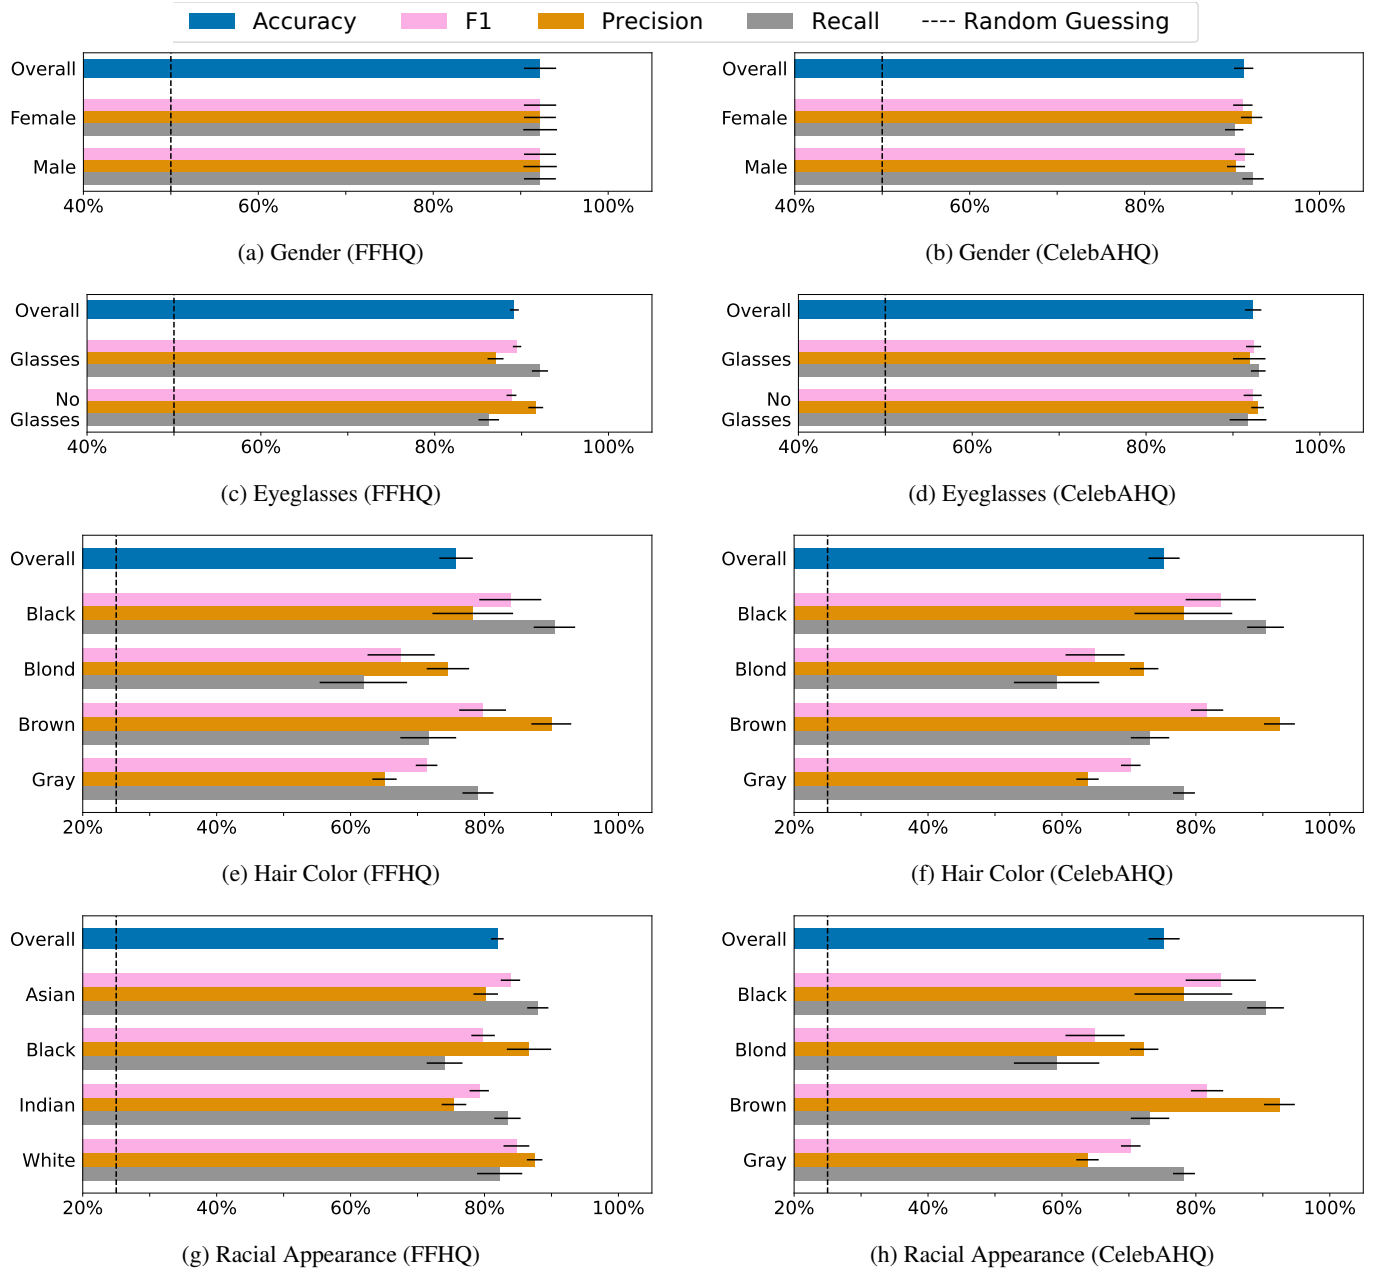 Accuracy F1 Precision Recall Random Guessing
Overall
Female
Male
40% 60% 80% 100%
(a) Gender (FFHQ)
Overall
Female
Male
40% 60% 80% 100%
(b) Gender (CelebAHQ)
Overall
Glasses
No
Glasses
40% 60% 80% 100%
(c) Eyeglasses (FFHQ)
Overall
Glasses
No
Glasses
40% 60% 80% 100%
(d) Eyeglasses (CelebAHQ)
Overall
Black
Blond
Brown
Gray
20% 40% 60% 80% 100%
(e) Hair Color (FFHQ)
Overall
Black
Blond
Brown
Gray
20% 40% 60% 80% 100%
(f) Hair Color (CelebAHQ)
Overall
Asian
Black
Indian
White
20% 40% 60% 80% 100%
(g) Racial Appearance (FFHQ)
Overall
Black
Blond
Brown
Gray
20% 40% 60% 80% 100%
(h) Racial Appearance (CelebAHQ)